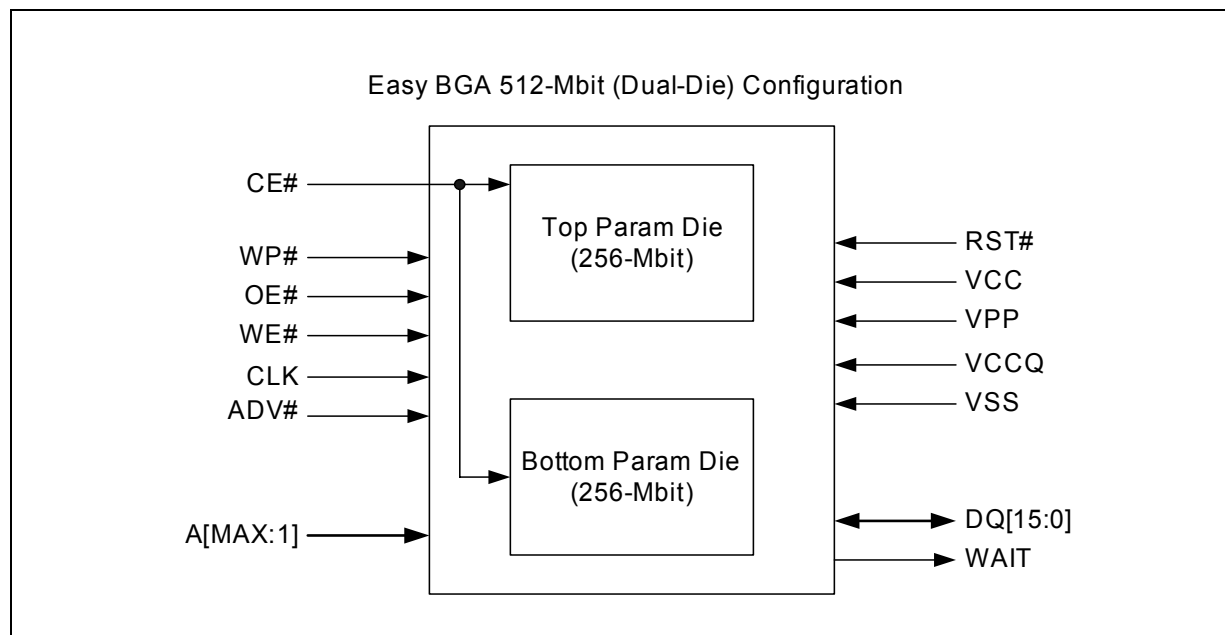 Easy BGA 512-Mbit (Dual-Die) Configuration
CE#
WP#
OE#
WE#
CLK
ADV#
A[MAX:1]
Top Param Die
(256-Mbit)
Bottom Param Die
(256-Mbit)
RST#
VCC
VPP
VCCQ
VSS
DQ[15:0]
WAIT